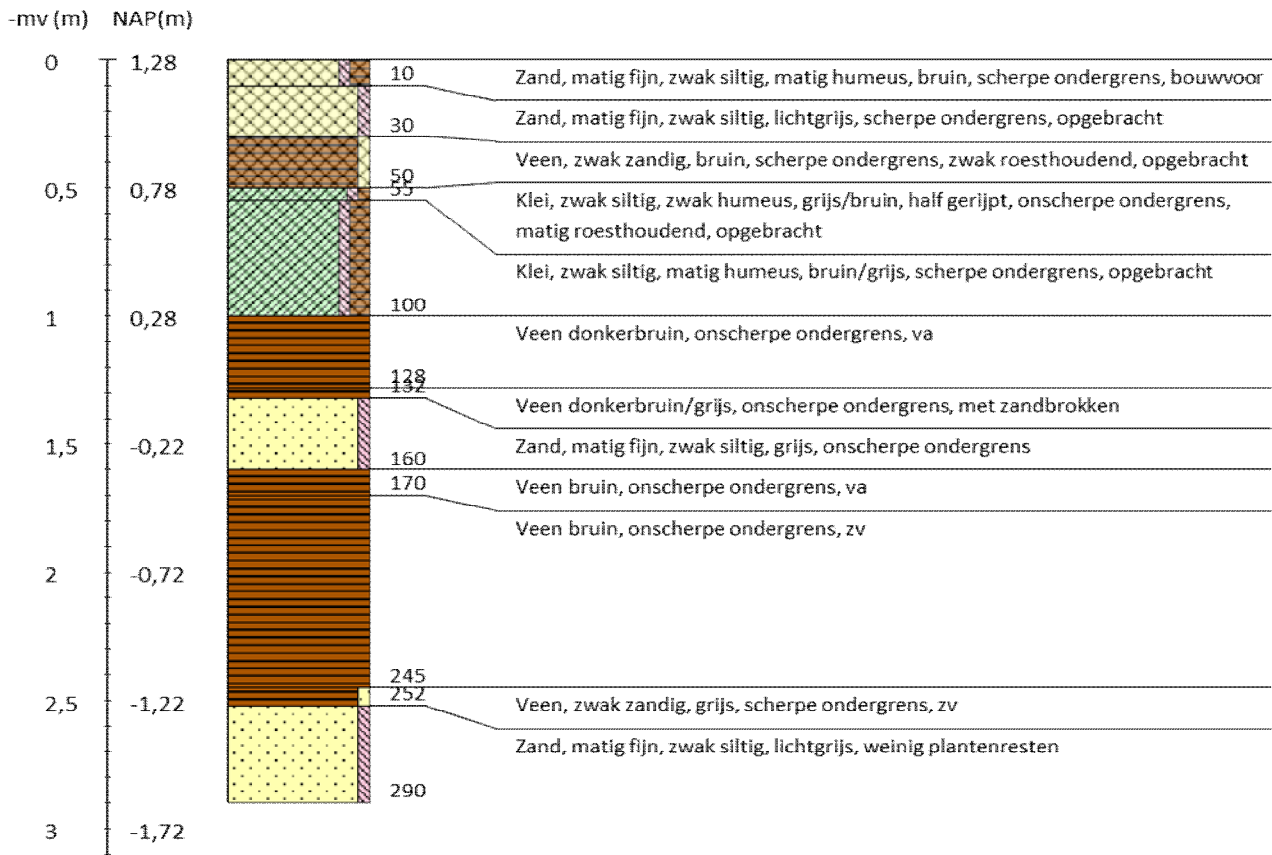 -mv (m) NAP(m)
0 1,28
10 Zand, matig fijn, zwak siltig, matig humeus, bruin, scherpe ondergrens, bouwvoor
Zand, matig fijn, zwak siltig, lichtgrijs, scherpe ondergrens, opgebracht
30
Veen, zwak zandig, bruin, scherpe ondergrens, zwak roesthoudend, opgebracht
50
0,5 0,78
55
Klei, zwak siltig, zwak humeus, grijs/bruin, half gerijpt, onscherpe ondergrens,
matig roesthoudend, opgebracht
Klei, zwak siltig, matig humeus, bruin/grijs, scherpe ondergrens, opgebracht
100
1 0,28
Veen donkerbruin, onscherpe ondergrens, va
128
132
Veen donkerbruin/grijs, onscherpe ondergrens, met zandbrokken
1,5 -0,22
Zand, matig fijn, zwak siltig, grijs, onscherpe ondergrens
160
170 Veen bruin, onscherpe ondergrens, va
Veen bruin, onscherpe ondergrens, zv
2 -0,72
245
252
2,5 -1,22
Veen, zwak zandig, grijs, scherpe ondergrens, zv
Zand, matig fijn, zwak siltig, lichtgrijs, weinig plantenresten
290
3 -1,72